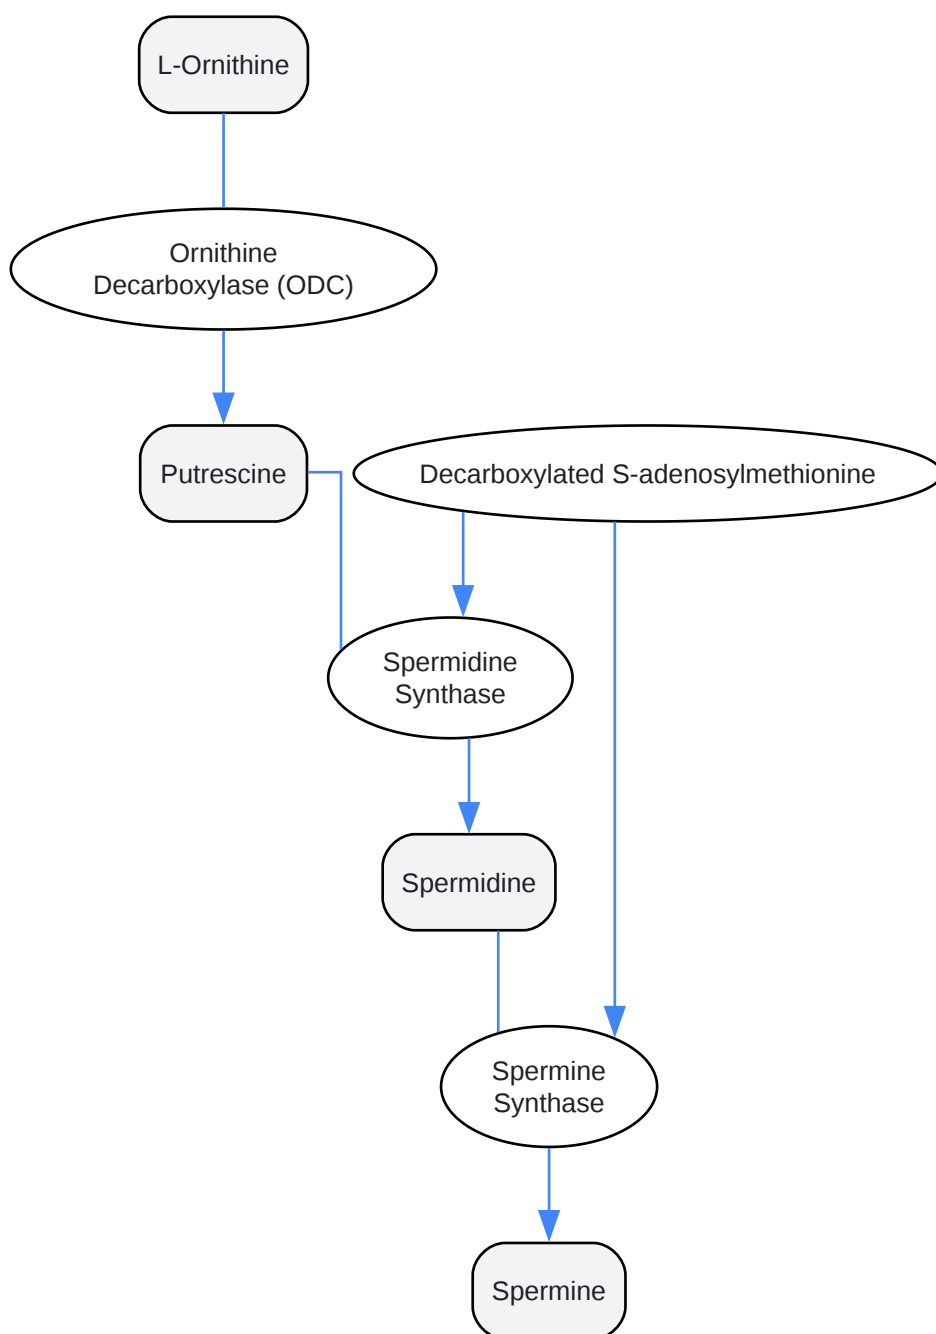 L-Ornithine
Ornithine
Decarboxylase (ODC)
Putrescine
Decarboxylated S-adenosylmethionine
Spermidine
Synthase
Spermidine
Spermine
Synthase
Spermine